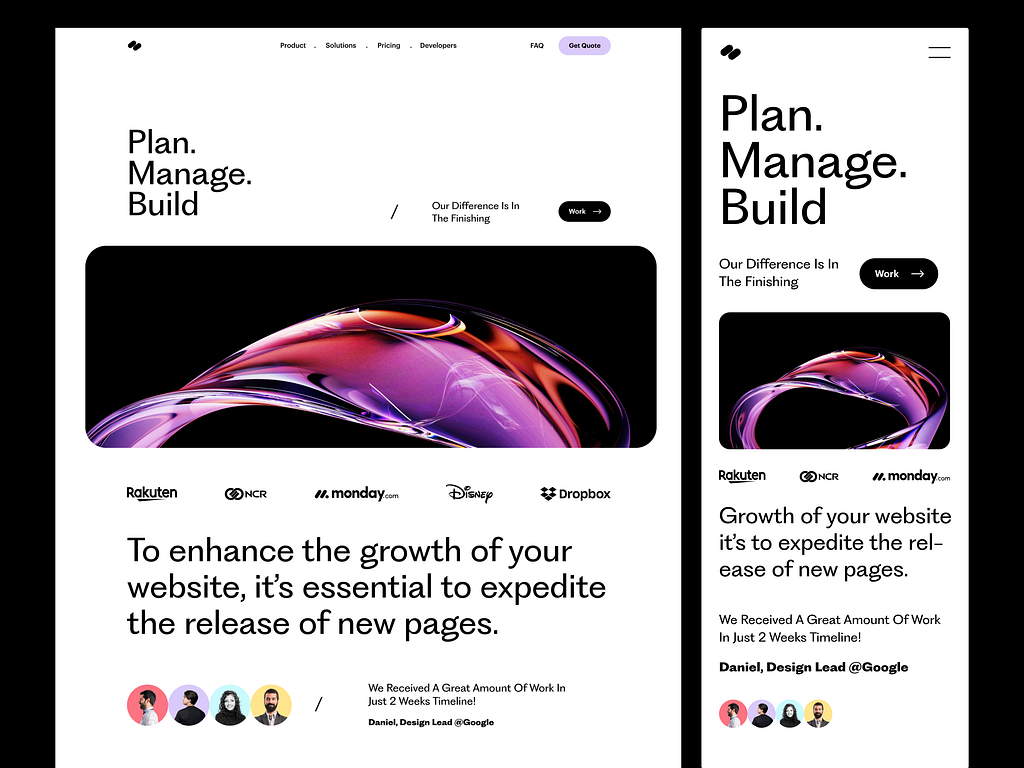 Product . Solutions . Pricing . Developers
FAQ
Get Quote
Plan.
Manage.
Build
/
Our Difference Is In
The Finishing
Work →
Rakuten
NCR
monday.com
Disney
Dropbox
To enhance the growth of your
website, it’s essential to expedite
the release of new pages.
/
We Received A Great Amount Of Work In
Just 2 Weeks Timeline!
Daniel, Design Lead @Google
Plan.
Manage.
Build
Our Difference Is In
The Finishing
Work →
Rakuten
NCR
monday.com
Growth of your website
it’s to expedite the rel–
ease of new pages.
We Received A Great Amount Of Work
In Just 2 Weeks Timeline!
Daniel, Design Lead @Google